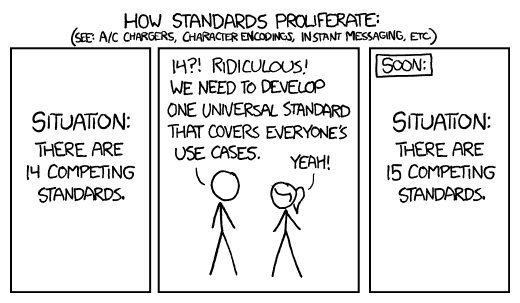 HOW STANDARDS PROLIFERATE:
(SEE: A/C CHARGERS, CHARACTER ENCODINGS, INSTANT MESSAGING, ETC.)
SITUATION:
THERE ARE
14 COMPETING
STANDARDS.
14?! RIDICULOUS!
WE NEED TO DEVELOP
ONE UNIVERSAL STANDARD
THAT COVERS EVERYONE'S
USE CASES.
YEAH!
SOON:
SITUATION:
THERE ARE
15 COMPETING
STANDARDS.